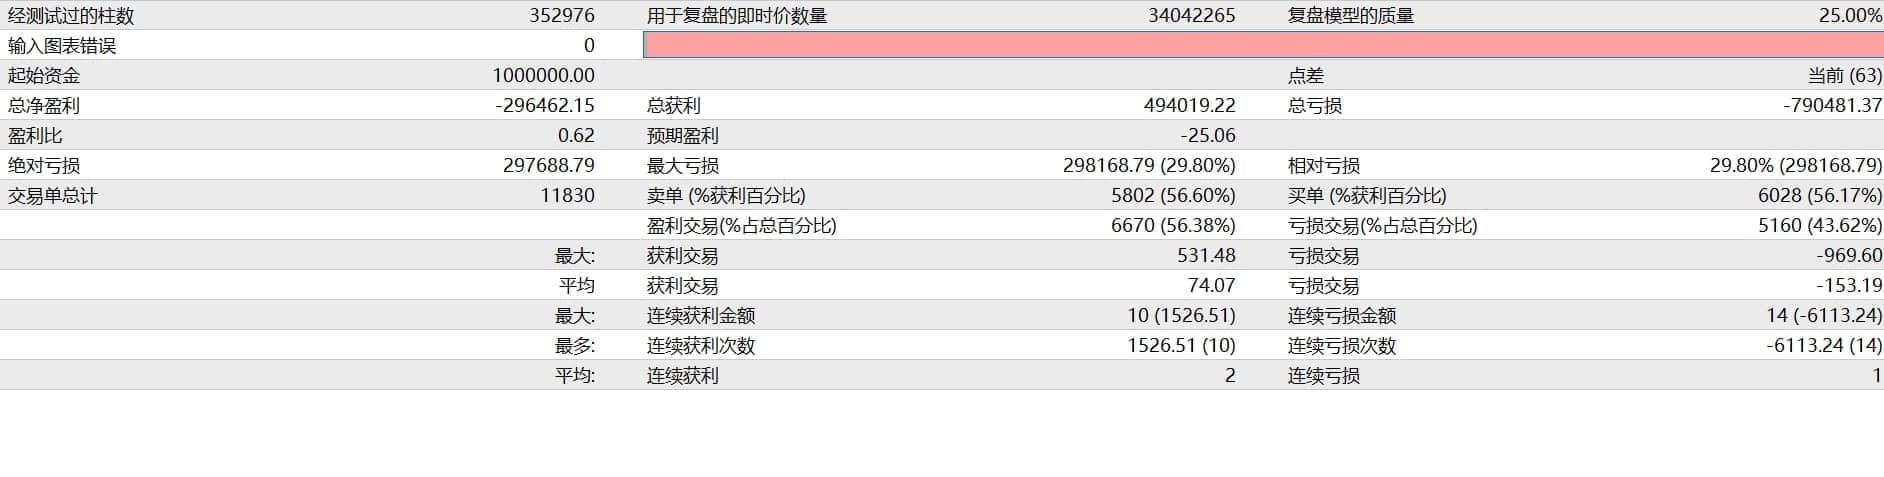 经测试过的柱数 352976 用于复盘的即时价数量 34042265 复盘模型的质量 25.00%
输入图表错误 0
起始资金 1000000.00 点差 当前 (63)
总净盈利 -296462.15 总获利 494019.22 总亏损 -790481.37
盈利比 0.62 预期盈利 -25.06
绝对亏损 297688.79 最大亏损 298168.79 (29.80%) 相对亏损 29.80% (298168.79)
交易单总计 11830 卖单 (%获利百分比) 5802 (56.60%) 买单 (%获利百分比) 6028 (56.17%)
盈利交易(%占总百分比) 6670 (56.38%) 亏损交易(%占总百分比) 5160 (43.62%)
最大: 获利交易 531.48 亏损交易 -969.60
平均 获利交易 74.07 亏损交易 -153.19
最大: 连续获利金额 10 (1526.51) 连续亏损金额 14 (-6113.24)
最多: 连续获利次数 1526.51 (10) 连续亏损次数 -6113.24 (14)
平均: 连续获利 2 连续亏损 1